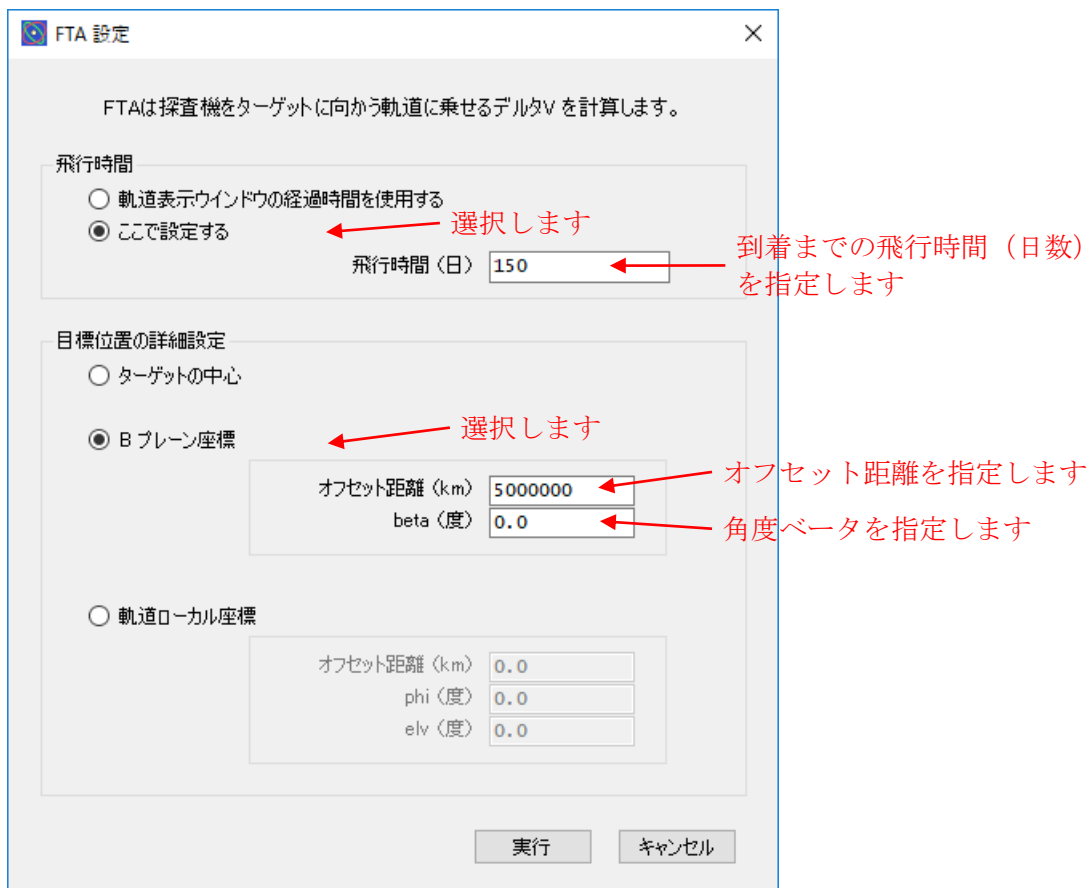 FTA 設定
FTAは探査機をターゲットに向かう軌道に乗せるデルタV を計算します。
飛行時間
軌道表示ウインドウの経過時間を使用する
ここで設定する
選択します
飛行時間（日）
150
到着までの飛行時間（日数）
を指定します
目標位置の詳細設定
ターゲットの中心
B プレーン座標
選択します
オフセット距離（km）
5000000
オフセット距離を指定します
beta（度）
0.0
角度ベータを指定します
軌道ローカル座標
オフセット距離（km）
0.0
phi（度）
0.0
elv（度）
0.0
実行
キャンセル